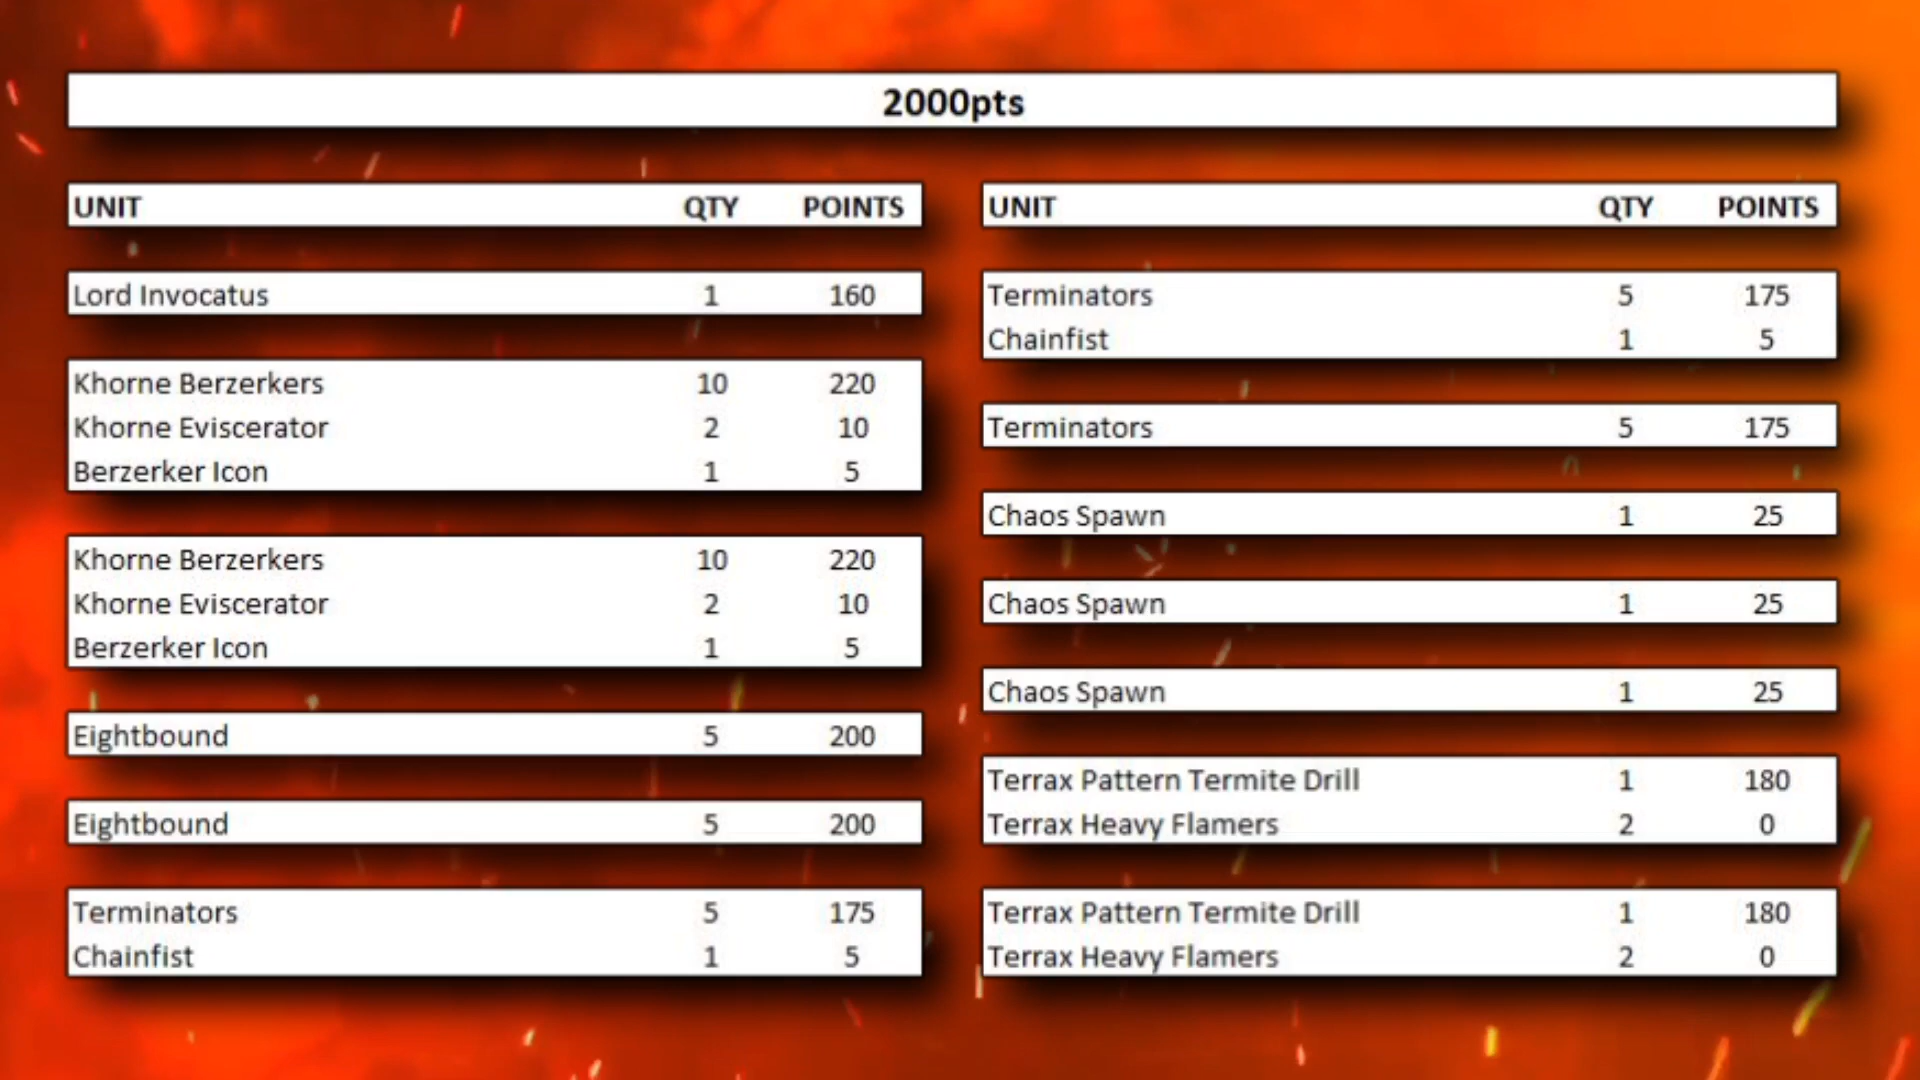 2000pts
UNIT QTY POINTS
Lord Invocatus 1 160
Khorne Berzerkers 10 220
Khorne Eviscerator 2 10
Berzerker Icon 1 5
Khorne Berzerkers 10 220
Khorne Eviscerator 2 10
Berzerker Icon 1 5
Eightbound 5 200
Eightbound 5 200
Terminators 5 175
Chainfist 1 5
UNIT QTY POINTS
Terminators 5 175
Chainfist 1 5
Terminators 5 175
Chaos Spawn 1 25
Chaos Spawn 1 25
Chaos Spawn 1 25
Terrax Pattern Termite Drill 1 180
Terrax Heavy Flamers 2 0
Terrax Pattern Termite Drill 1 180
Terrax Heavy Flamers 2 0